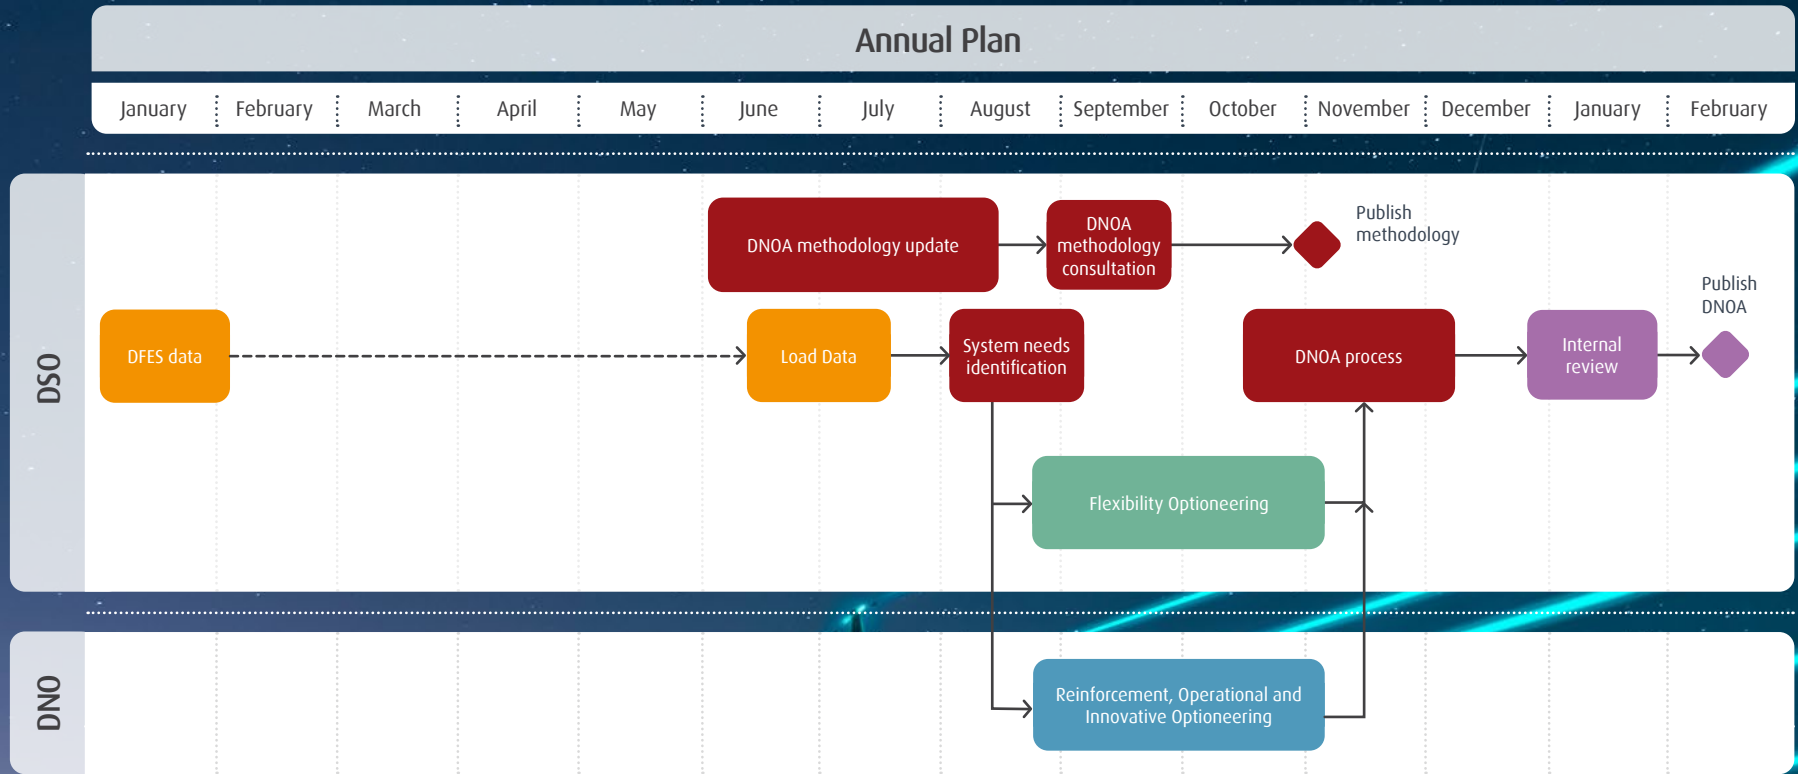 Annual Plan
January February March April May June July August September October November December January February
DSO
DNOA methodology update
DNOA
methodology
consultation
Publish
methodology
Publish
DNOA
DFES data
Load Data
System needs
identification
DNOA process
Internal
review
Flexibility Optioneering
DNO
Reinforcement, Operational and
Innovative Optioneering